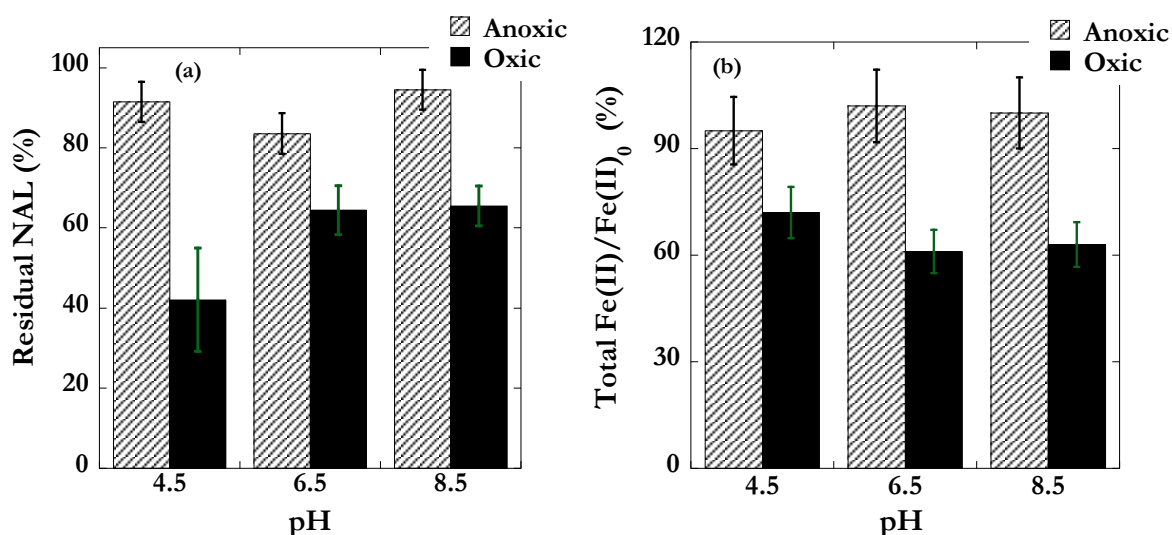 Anoxic
Oxic
(a)
100
80
60
40
20
0
Residual NAL (%)
4.5 6.5 8.5
pH
Anoxic
Oxic
(b)
120
90
60
30
0
Total Fe(II)/Fe(II)₀ (%)
4.5 6.5 8.5
pH